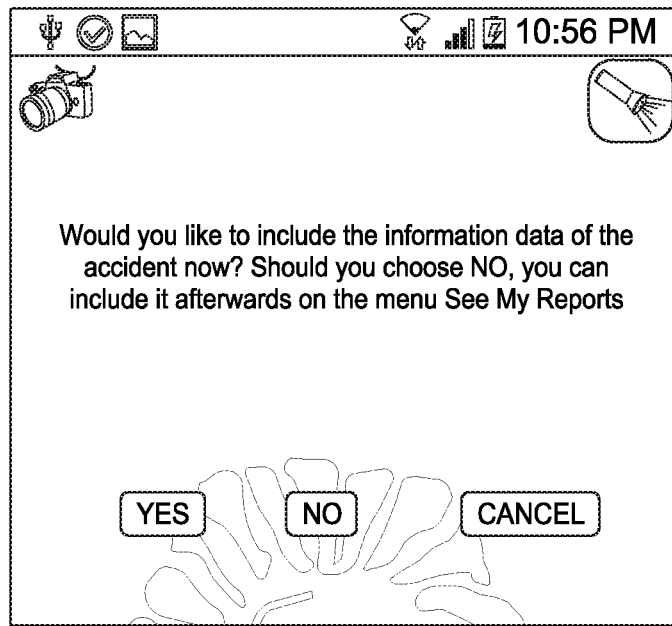 10:56 PM
Would you like to include the information data of the
accident now? Should you choose NO, you can
include it afterwards on the menu See My Reports
YES NO CANCEL